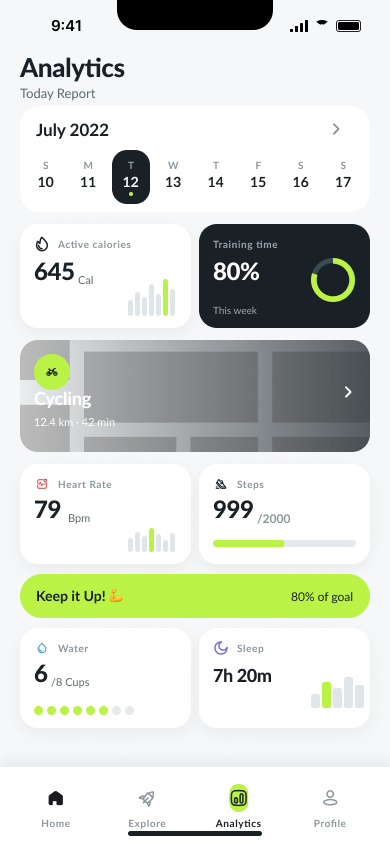 9:41
Analytics
Today Report
July 2022
S M T W T F S S
10 11 12 13 14 15 16 17
Active calories
645 Cal
Training time
80%
This week
Cycling
12.4 km · 42 min
Heart Rate
79 Bpm
Steps
999 /2000
Keep it Up! 💪 80% of goal
Water
6 /8 Cups
Sleep
7h 20m
Home Explore Analytics Profile